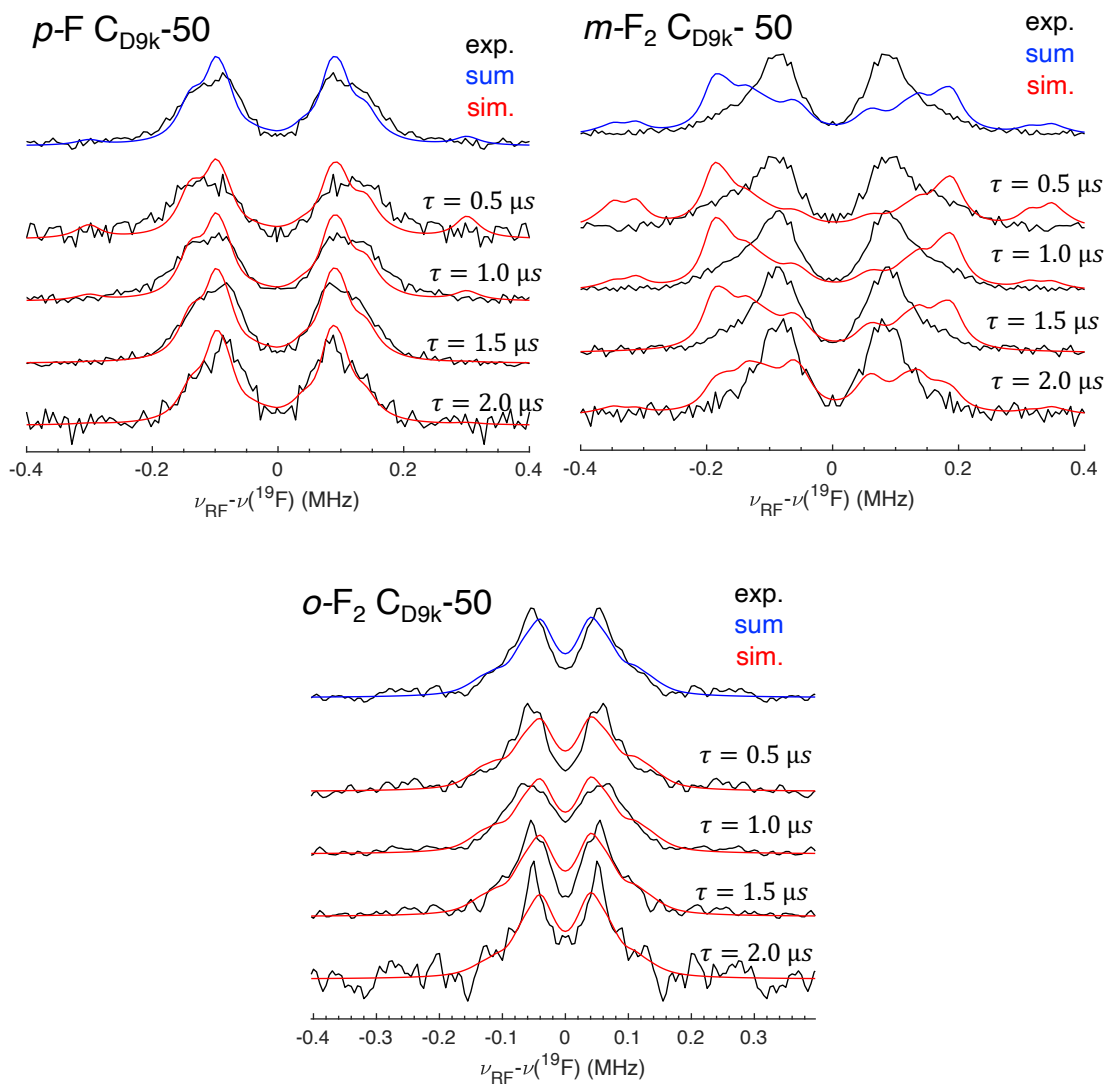 p-F C_D9k-50
exp.
sum
sim.
τ = 0.5 μs
τ = 1.0 μs
τ = 1.5 μs
τ = 2.0 μs
-0.4 -0.2 0 0.2 0.4
ν_RF-ν(¹⁹F) (MHz)
m-F₂ C_D9k- 50
exp.
sum
sim.
τ = 0.5 μs
τ = 1.0 μs
τ = 1.5 μs
τ = 2.0 μs
-0.4 -0.2 0 0.2 0.4
ν_RF-ν(¹⁹F) (MHz)
o-F₂ C_D9k-50
exp.
sum
sim.
τ = 0.5 μs
τ = 1.0 μs
τ = 1.5 μs
τ = 2.0 μs
-0.4 -0.3 -0.2 -0.1 0 0.1 0.2 0.3
ν_RF-ν(¹⁹F) (MHz)